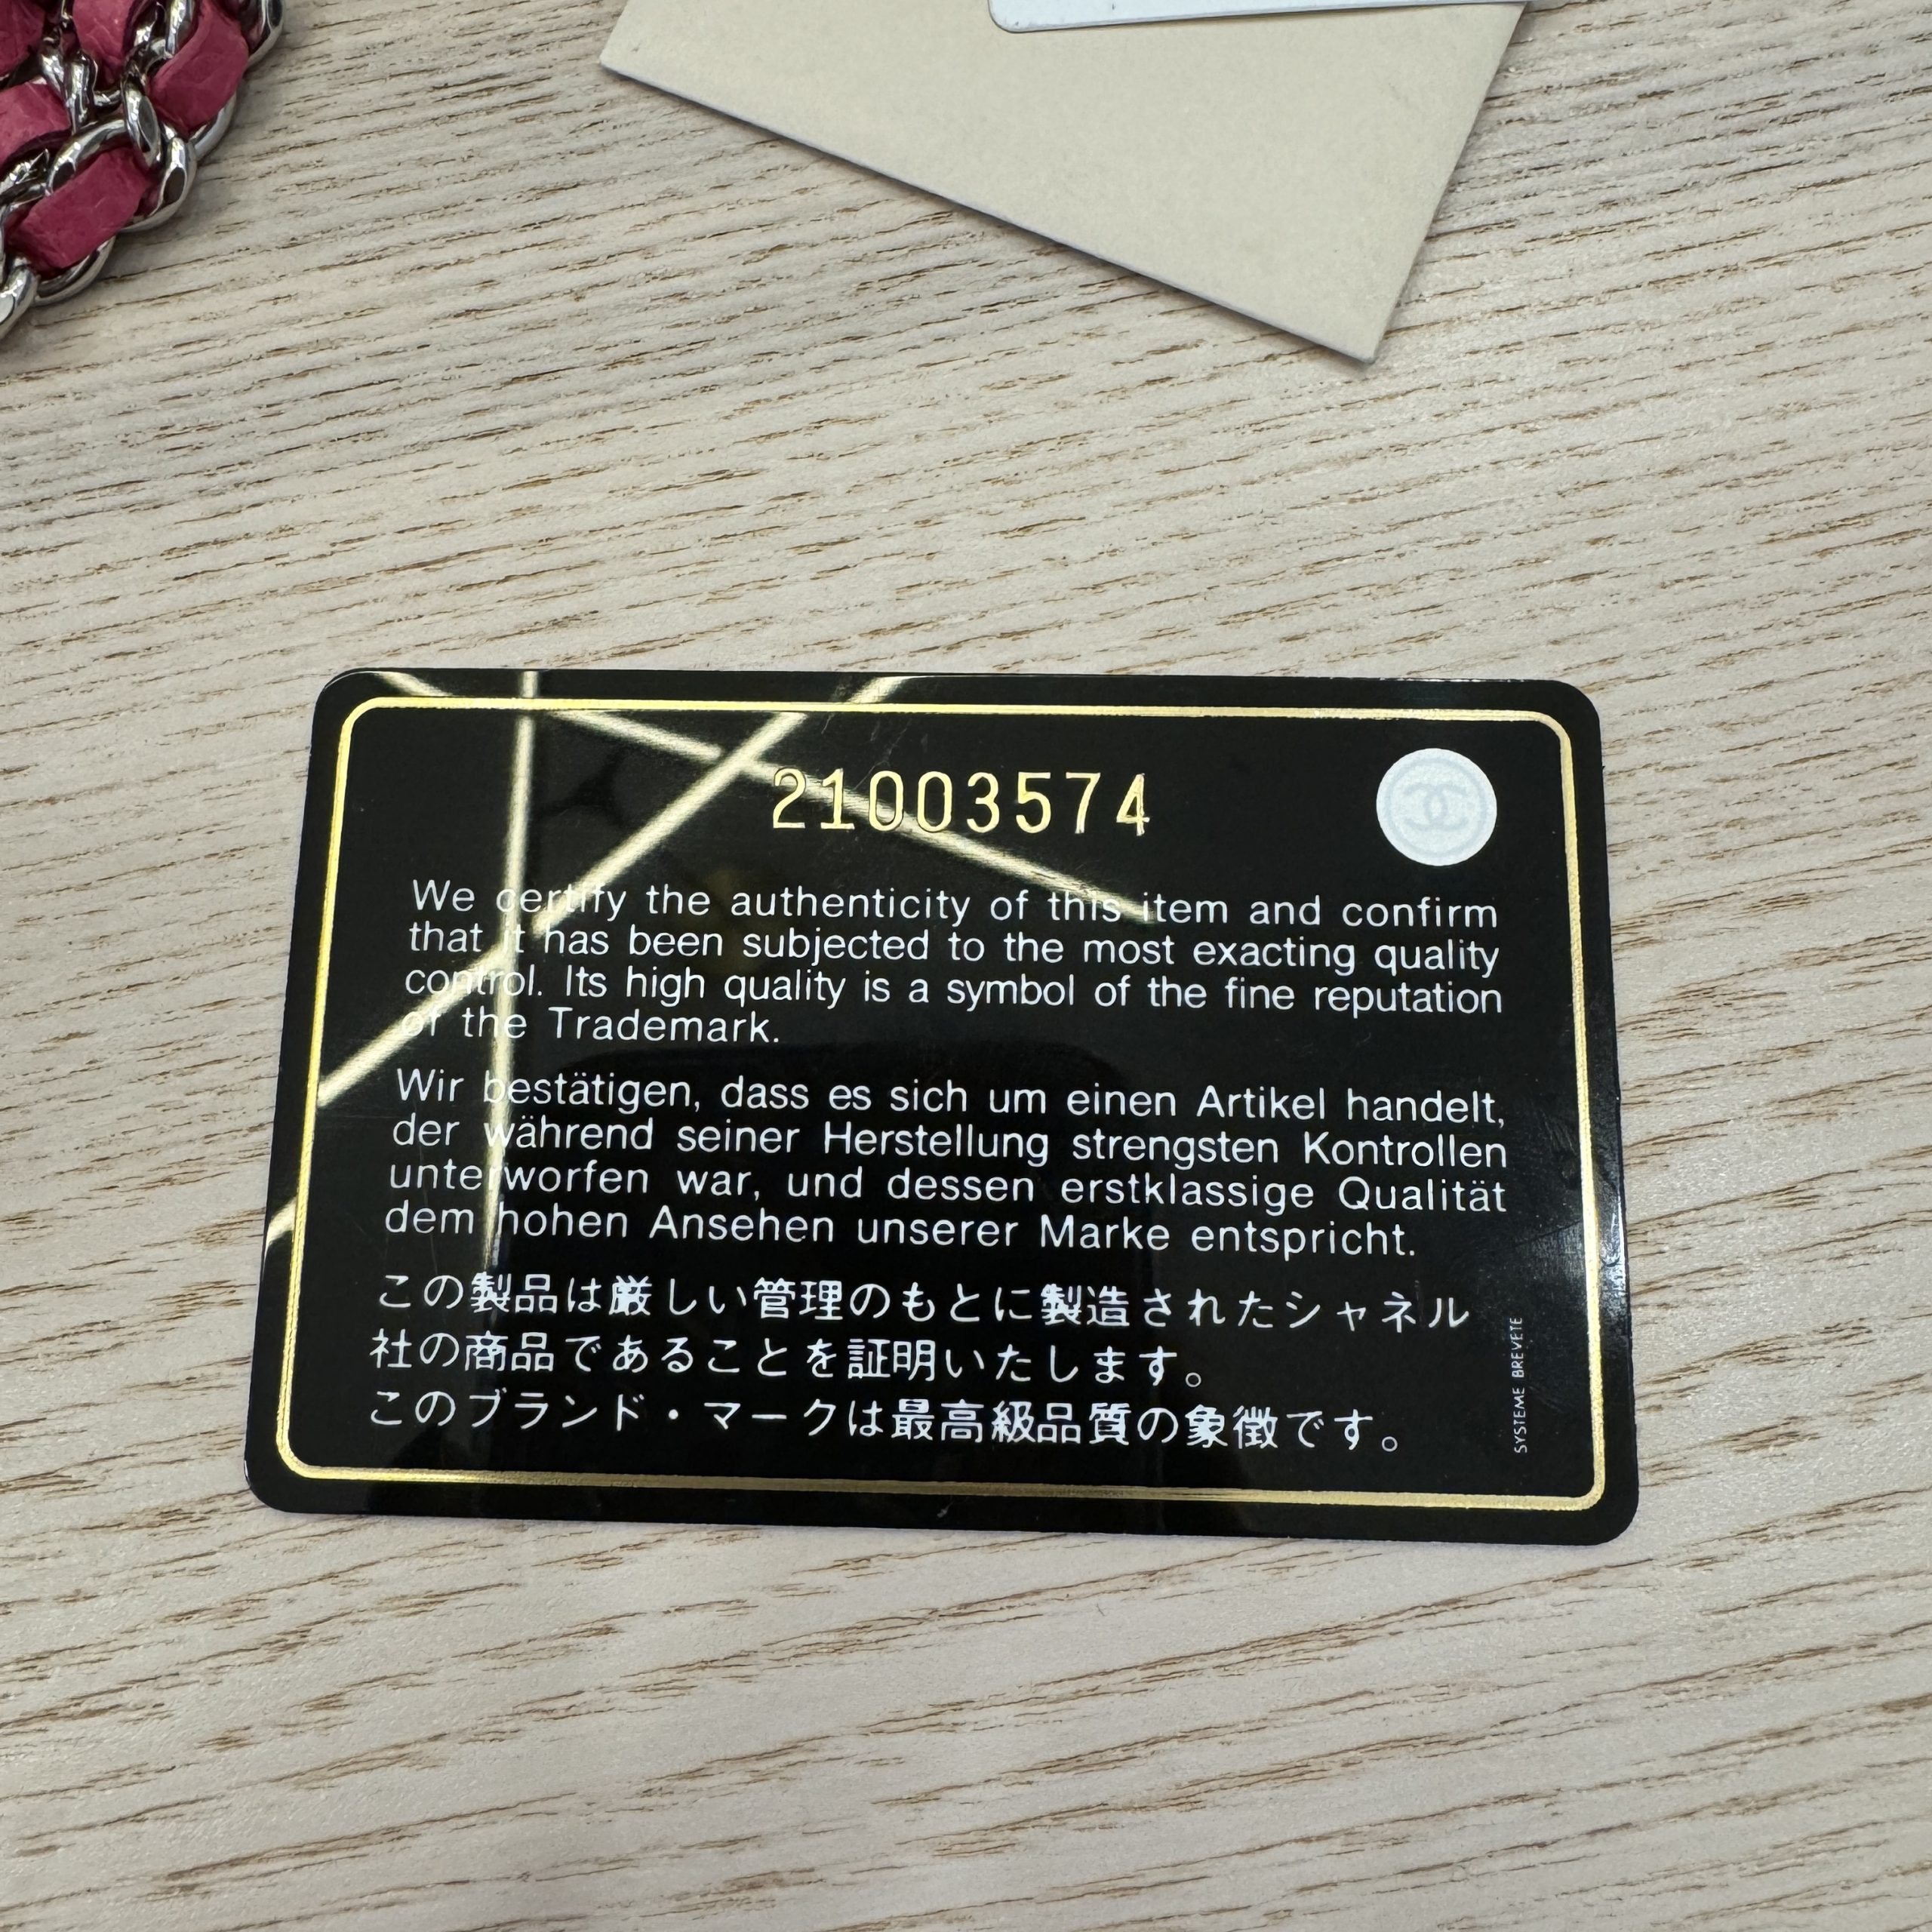 21003574
We certify the authenticity of this item and confirm
that it has been subjected to the most exacting quality
control. Its high quality is a symbol of the fine reputation
of the Trademark.
Wir bestätigen, dass es sich um einen Artikel handelt,
der während seiner Herstellung strengsten Kontrollen
unterworfen war, und dessen erstklassige Qualität
dem hohen Ansehen unserer Marke entspricht.
この製品は厳しい管理のもとに製造されたシャネル
社の商品であることを証明いたします。
このブランド・マークは最高級品質の象徴です。
SYSTEME BREVETE